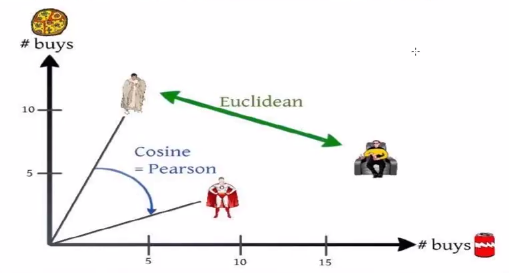 # buys
10
Euclidean
Cosine
= Pearson
5
# buys
5
10
15